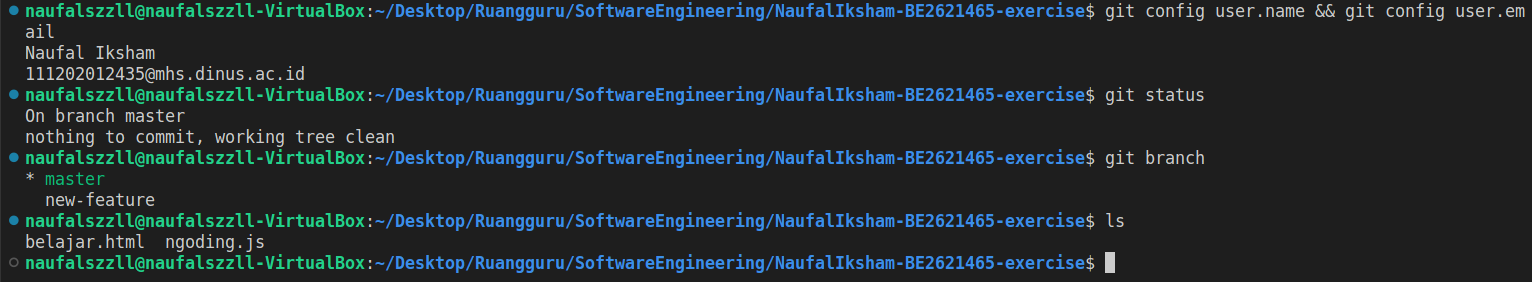 naufalszzll@naufalszzll-VirtualBox:~/Desktop/Ruangguru/SoftwareEngineering/NaufalIksham-BE2621465-exercise$ git config user.name && git config user.em
ail
Naufal Iksham
111202012435@mhs.dinus.ac.id
naufalszzll@naufalszzll-VirtualBox:~/Desktop/Ruangguru/SoftwareEngineering/NaufalIksham-BE2621465-exercise$ git status
On branch master
nothing to commit, working tree clean
naufalszzll@naufalszzll-VirtualBox:~/Desktop/Ruangguru/SoftwareEngineering/NaufalIksham-BE2621465-exercise$ git branch
* master
  new-feature
naufalszzll@naufalszzll-VirtualBox:~/Desktop/Ruangguru/SoftwareEngineering/NaufalIksham-BE2621465-exercise$ ls
belajar.html  ngoding.js
naufalszzll@naufalszzll-VirtualBox:~/Desktop/Ruangguru/SoftwareEngineering/NaufalIksham-BE2621465-exercise$